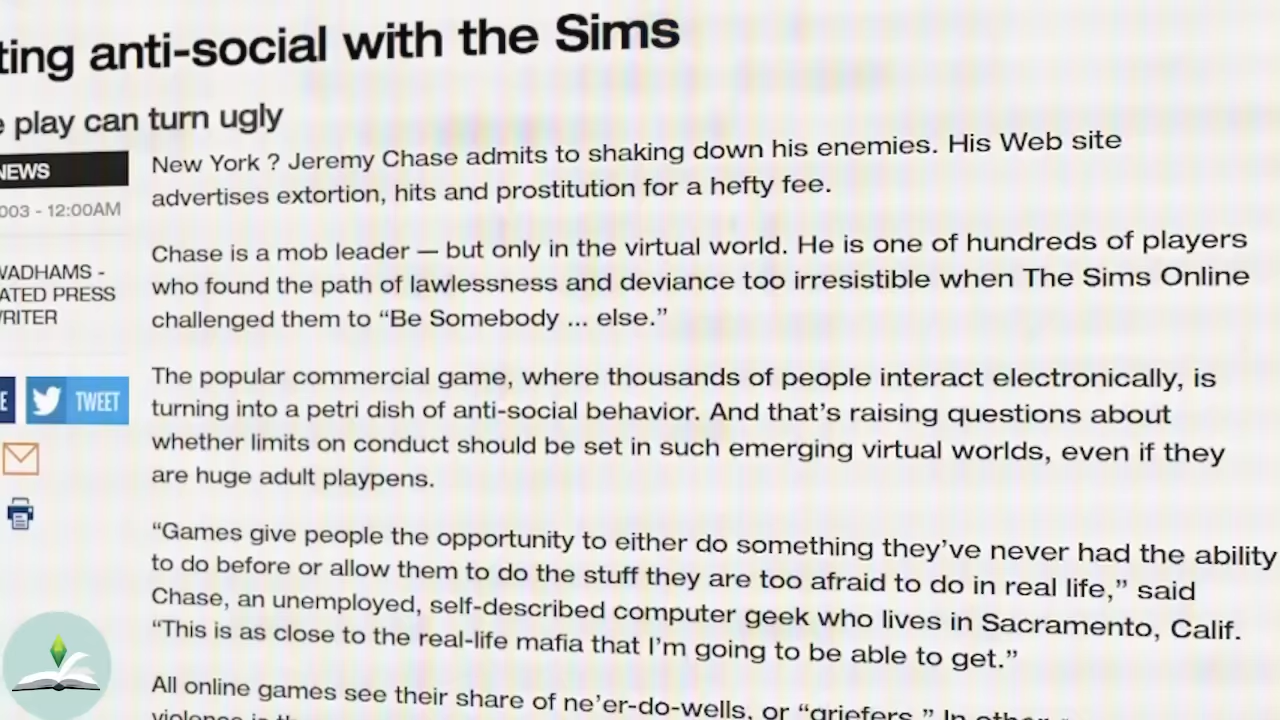 ting anti-social with the Sims
e play can turn ugly
NEWS
003 - 12:00AM
WADHAMS -
ATED PRESS
RITER
E
TWEET
New York ? Jeremy Chase admits to shaking down his enemies. His Web site
advertises extortion, hits and prostitution for a hefty fee.
Chase is a mob leader — but only in the virtual world. He is one of hundreds of players
who found the path of lawlessness and deviance too irresistible when The Sims Online
challenged them to “Be Somebody ... else.”
The popular commercial game, where thousands of people interact electronically, is
turning into a petri dish of anti-social behavior. And that’s raising questions about
whether limits on conduct should be set in such emerging virtual worlds, even if they
are huge adult playpens.
“Games give people the opportunity to either do something they’ve never had the ability
to do before or allow them to do the stuff they are too afraid to do in real life,” said
Chase, an unemployed, self-described computer geek who lives in Sacramento, Calif.
“This is as close to the real-life mafia that I’m going to be able to get.”
All online games see their share of ne’er-do-wells, or “griefers.” In other
violence is